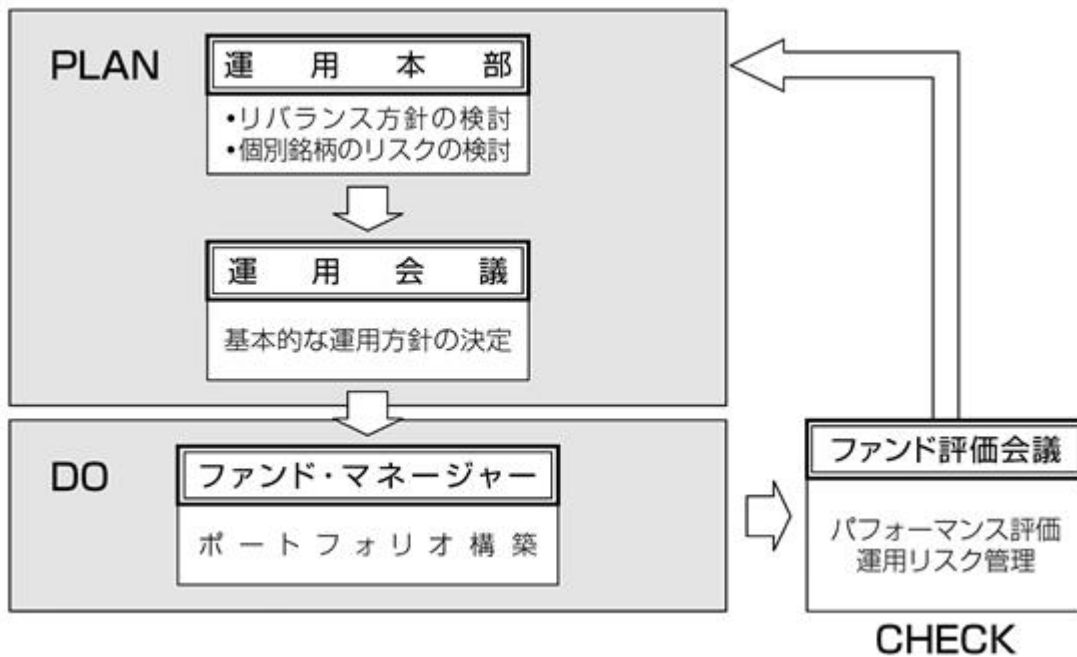 PLAN
運用本部
•リバランス方針の検討
•個別銘柄のリスクの検討
運用会議
基本的な運用方針の決定
DO
ファンド・マネージャー
ポートフォリオ構築
ファンド評価会議
パフォーマンス評価
運用リスク管理
CHECK